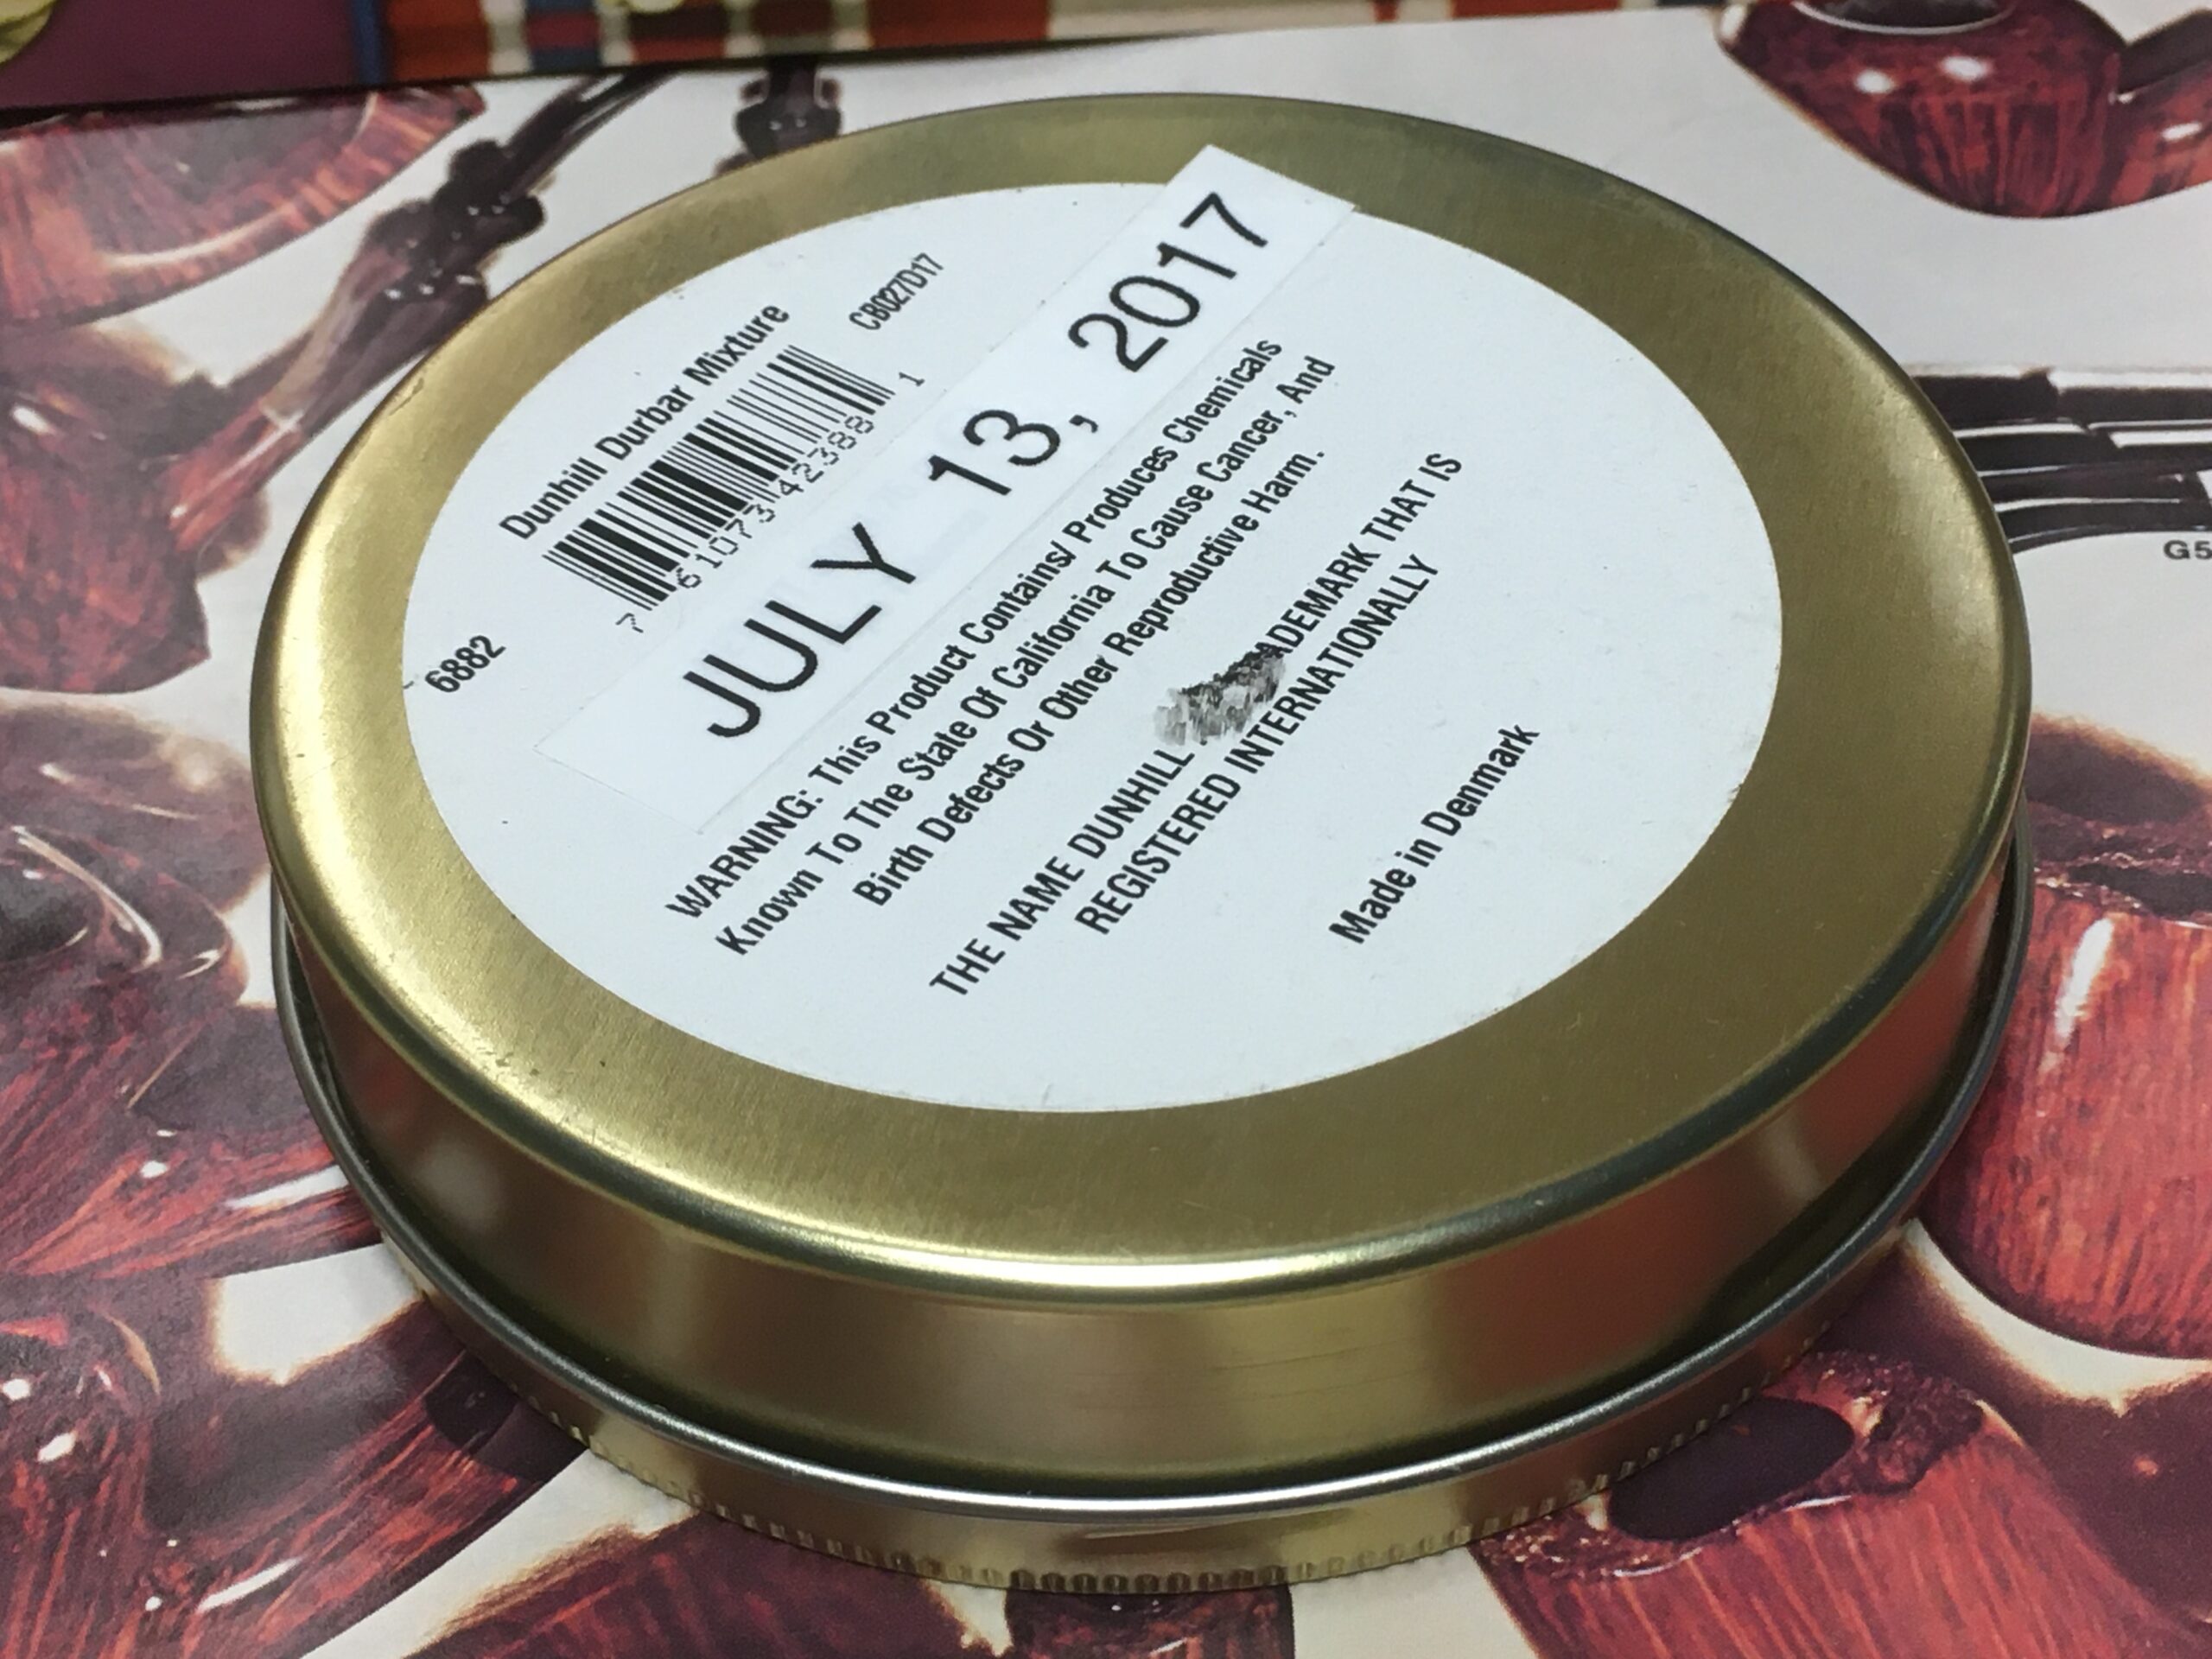 Dunhill Durbar Mixture
CB027D17
6882
7 61073 42388 1
JULY 13, 2017
WARNING: This Product Contains/ Produces Chemicals
Known To The State Of California To Cause Cancer, And
Birth Defects Or Other Reproductive Harm.
THE NAME DUNHILL ADEMARK THAT IS
REGISTERED INTERNATIONALLY
Made in Denmark
G5